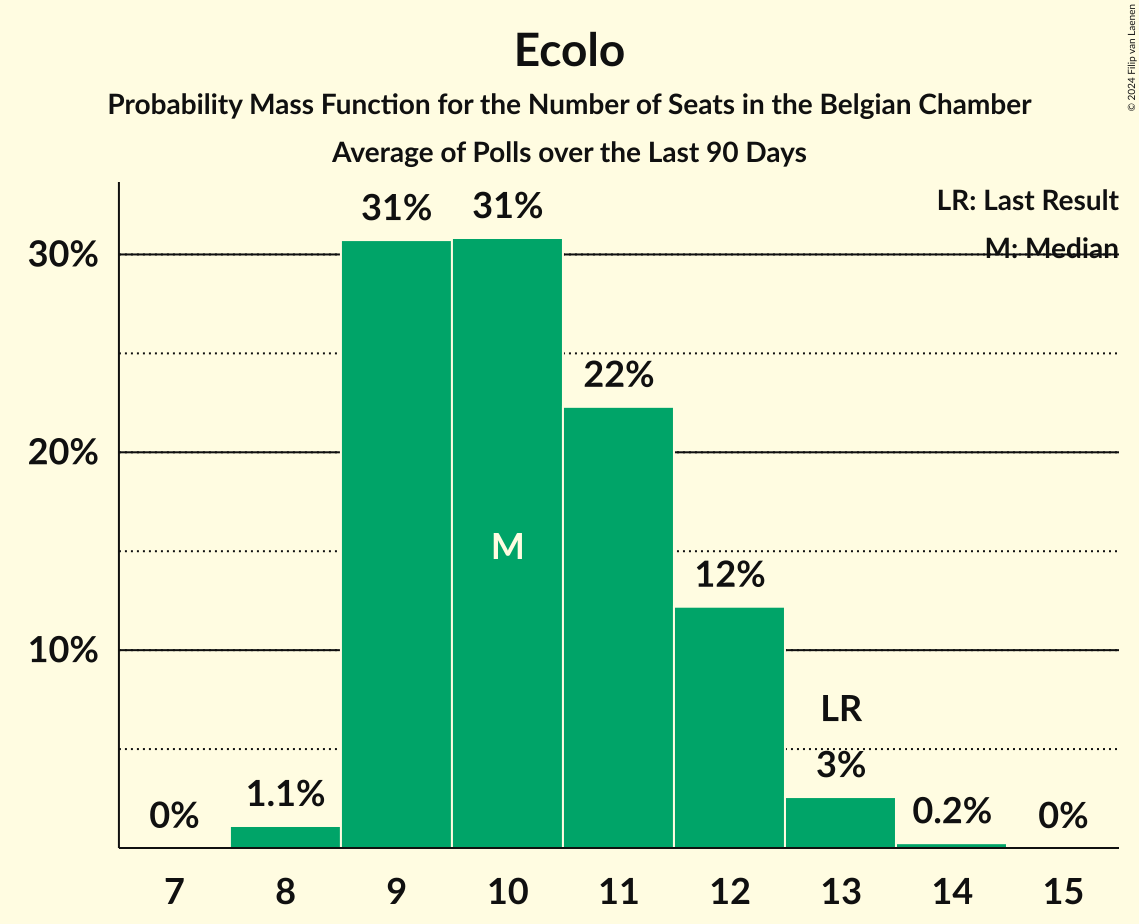 Ecolo
Probability Mass Function for the Number of Seats in the Belgian Chamber
Average of Polls over the Last 90 Days
© 2024 Filip van Laenen
LR: Last Result
M: Median
31%
31%
30%
22%
20%
M
12%
10%
LR
3%
1.1%
0.2%
0%
0%
7
8
9
10
11
12
13
14
15